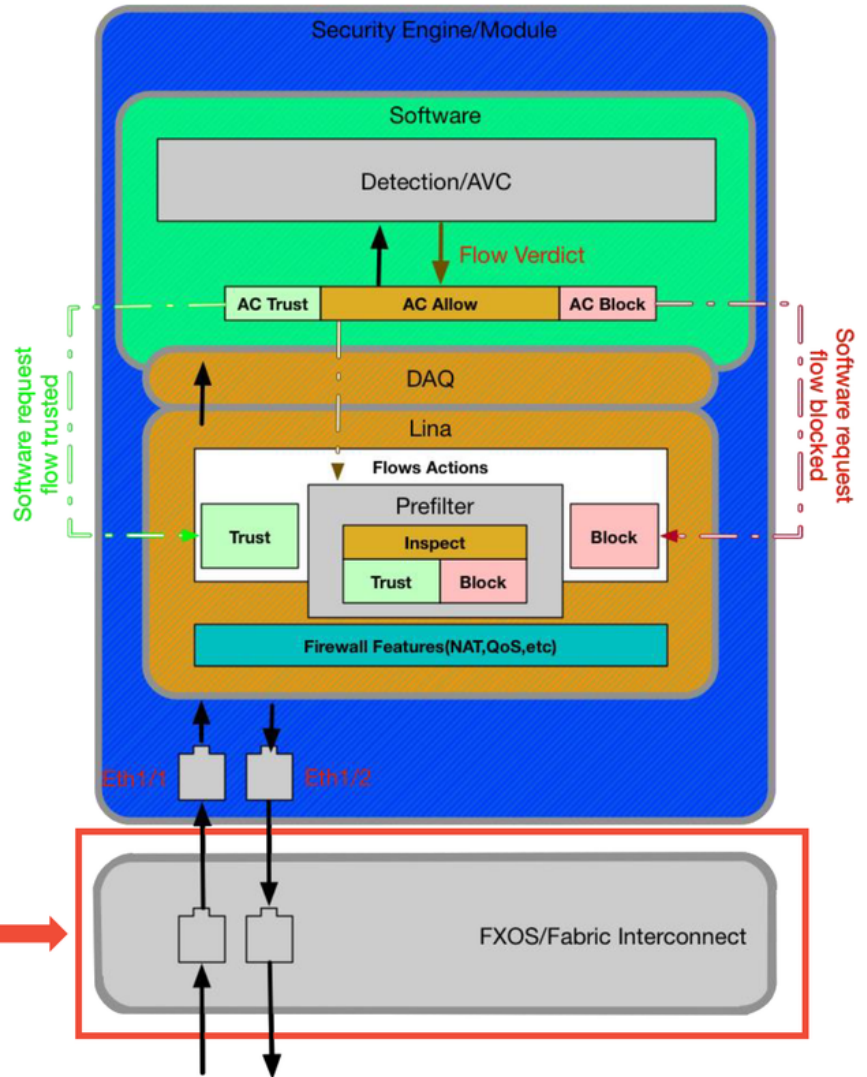 Security Engine/Module
Software
Detection/AVC
Flow Verdict
AC Trust
AC Allow
AC Block
Software request
flow trusted
Software request
flow blocked
DAQ
Lina
Flows Actions
Prefilter
Inspect
Trust
Block
Trust
Block
Firewall Features(NAT,QoS,etc)
Eth1/1
Eth1/2
FXOS/Fabric Interconnect